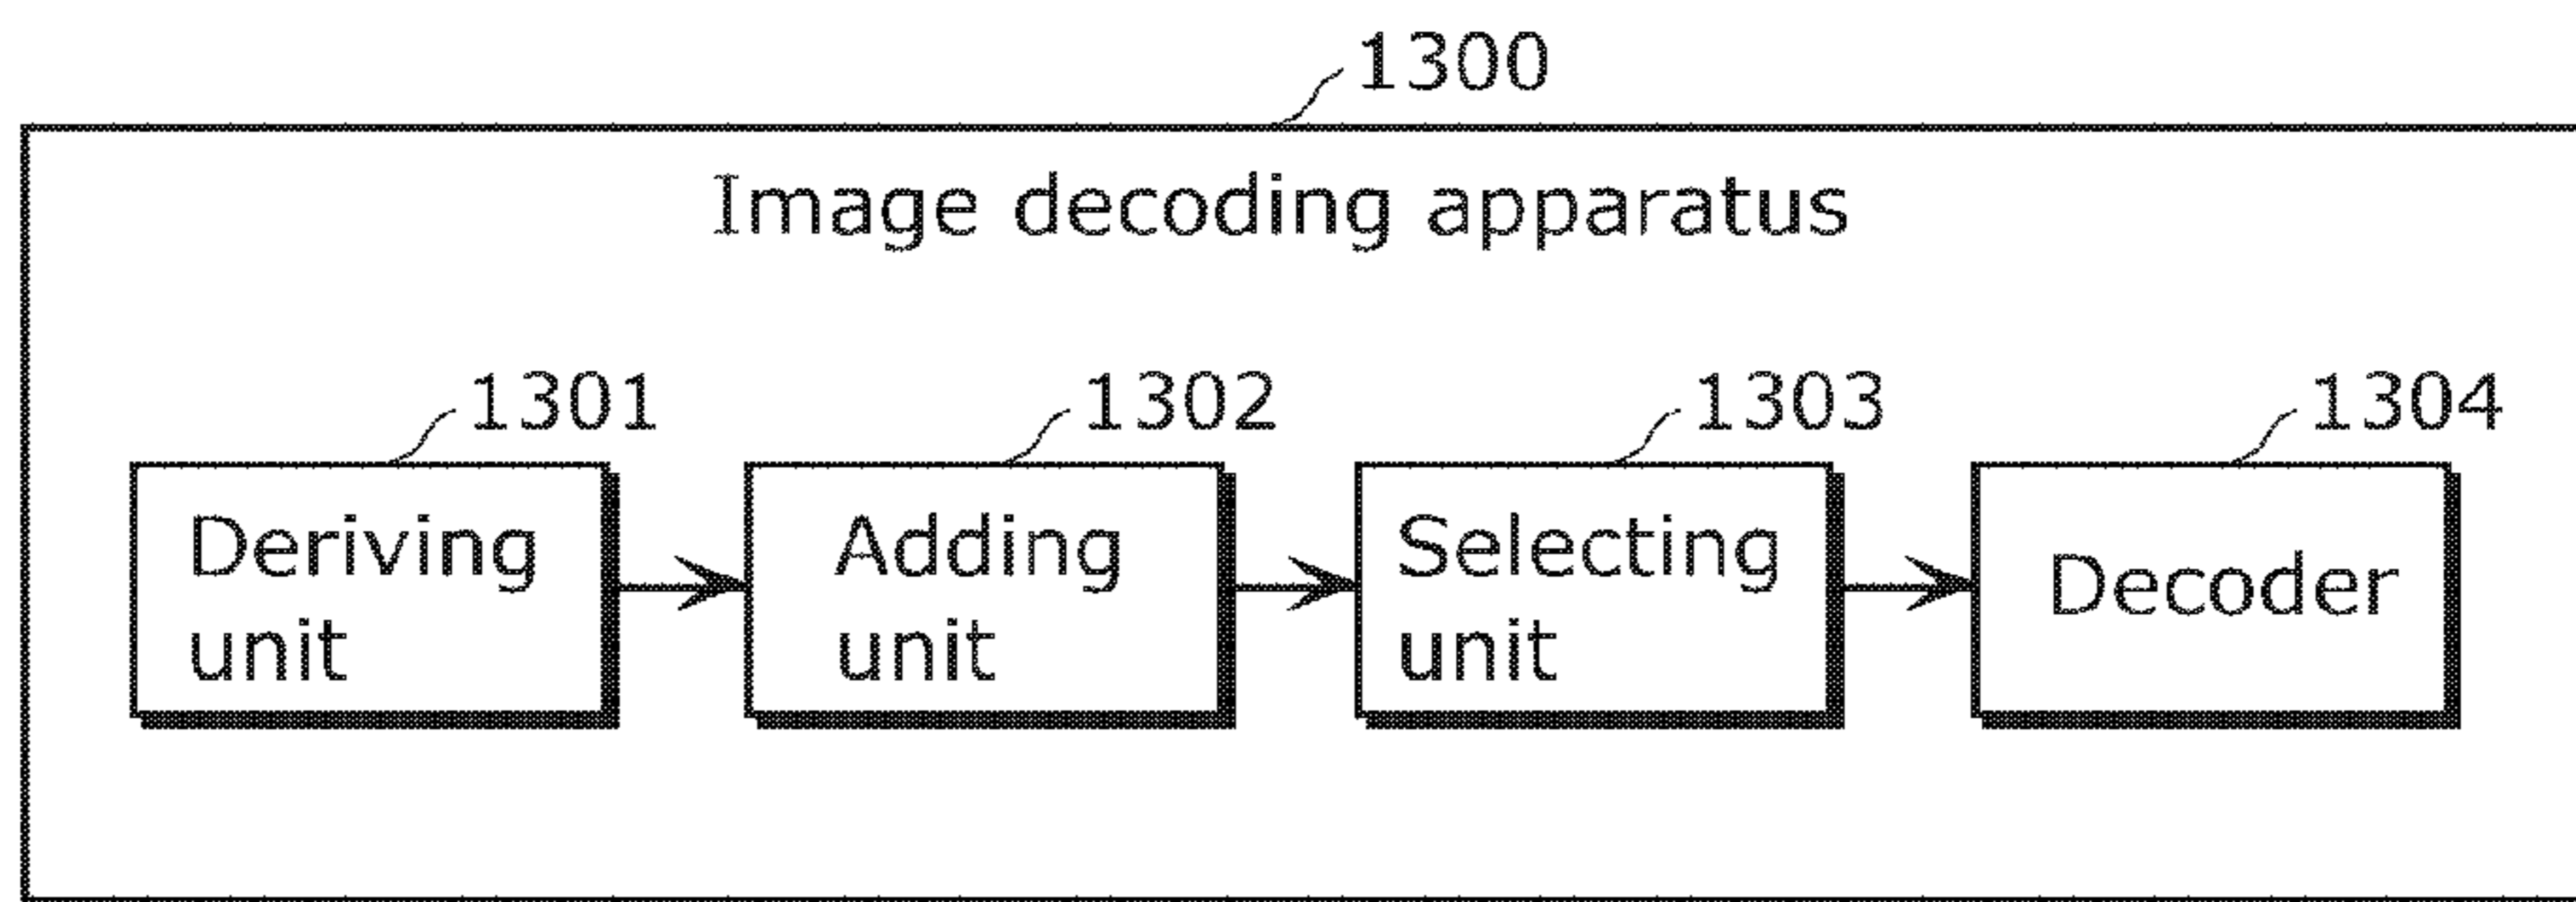 1300
Image decoding apparatus
1301
1302
1303
1304
Deriving
unit
Adding
unit
Selecting
unit
Decoder